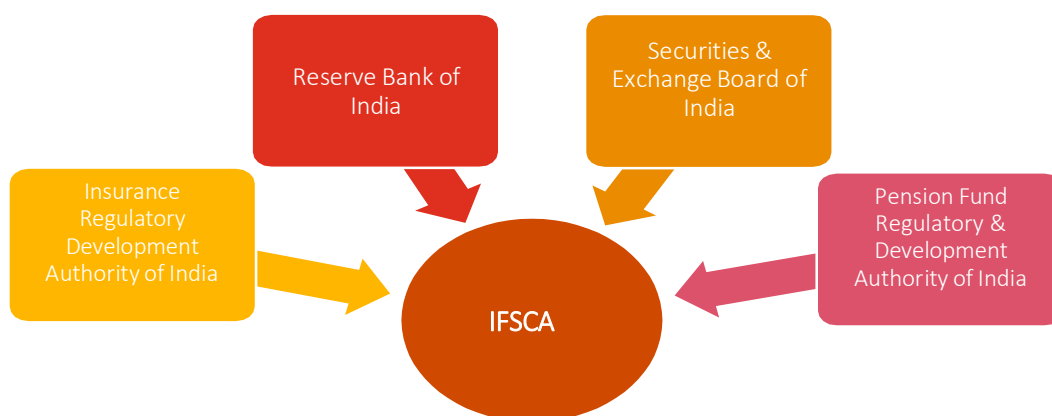 Reserve Bank of
India
Securities &
Exchange Board of
India
Insurance
Regulatory
Development
Authority of India
Pension Fund
Regulatory &
Development
Authority of India
IFSCA